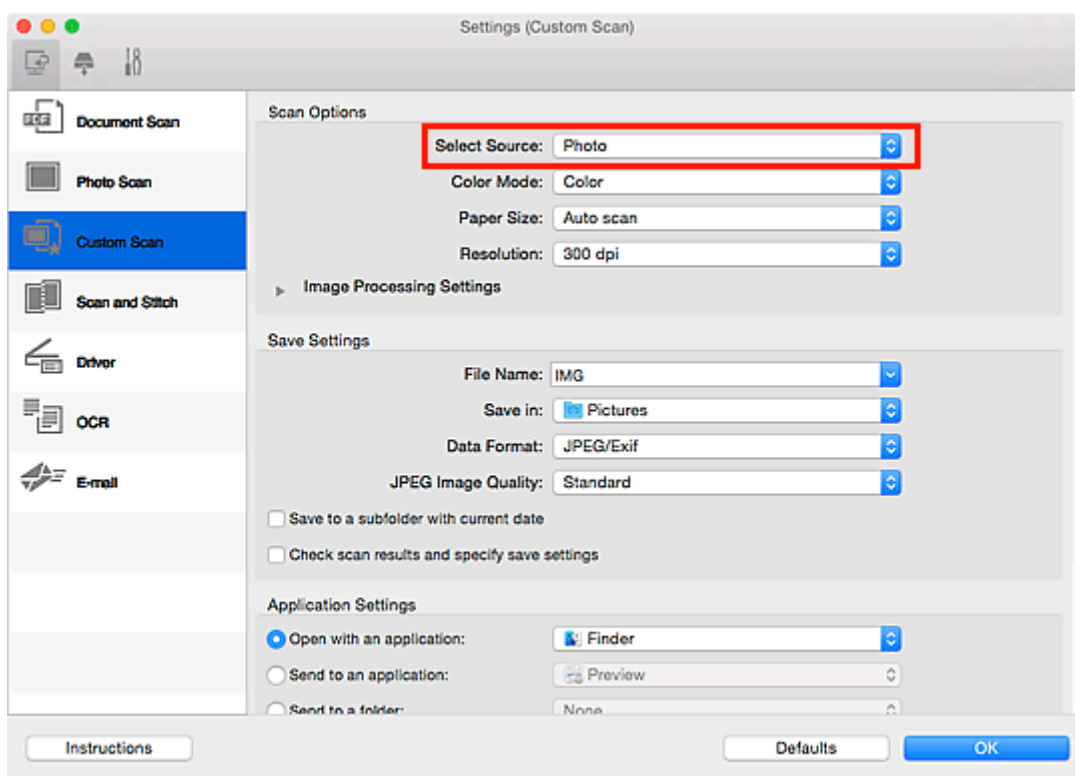 Settings (Custom Scan)
Document Scan
Photo Scan
Custom Scan
Scan and Stitch
Driver
OCR
E-mail
Scan Options
Select Source: Photo
Color Mode: Color
Paper Size: Auto scan
Resolution: 300 dpi
Image Processing Settings
Save Settings
File Name: IMG
Save in: Pictures
Data Format: JPEG/Exif
JPEG Image Quality: Standard
Save to a subfolder with current date
Check scan results and specify save settings
Application Settings
Open with an application: Finder
Send to an application: Preview
Send to a folder: None
Instructions
Defaults
OK